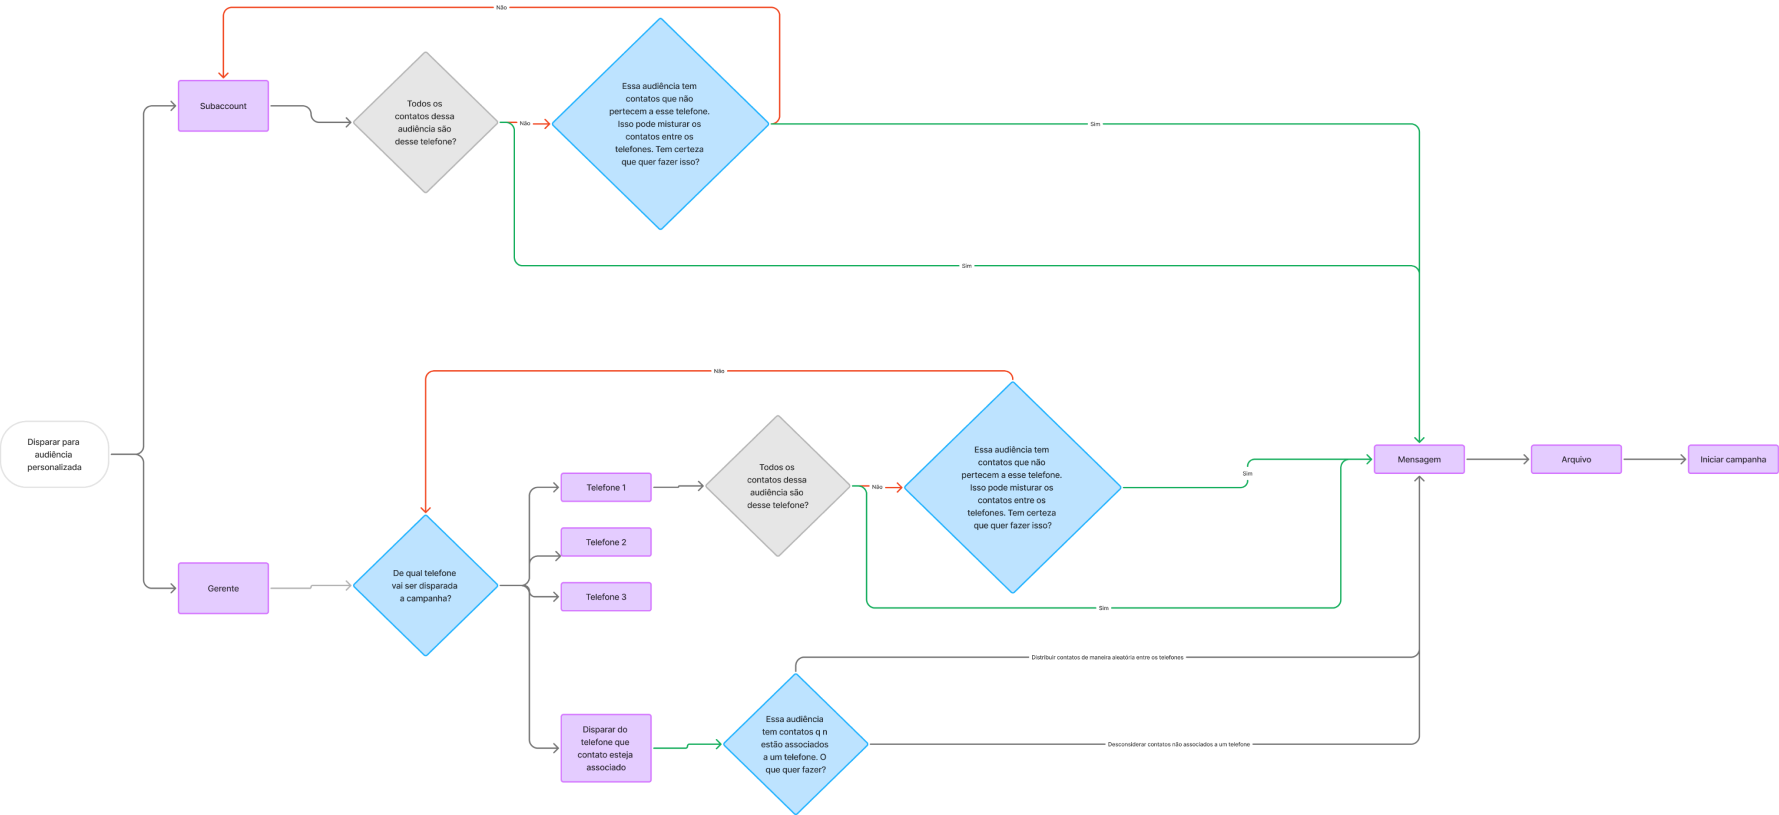 Não
Subaccount
Todos os
contatos dessa
audiência são
desse telefone?
Não
Essa audiência tem
contatos que não
pertecem a esse telefone.
Isso pode misturar os
contatos entre os
telefones. Tem certeza
que quer fazer isso?
Sim
Sim
Não
Disparar para
audiência
personalizada
Gerente
De qual telefone
vai ser disparada
a campanha?
Telefone 1
Telefone 2
Telefone 3
Todos os
contatos dessa
audiência são
desse telefone?
Não
Essa audiência tem
contatos que não
pertecem a esse telefone.
Isso pode misturar os
contatos entre os
telefones. Tem certeza
que quer fazer isso?
Sim
Sim
Mensagem
Arquivo
Iniciar campanha
Disparar do
telefone que
contato esteja
associado
Essa audiência
tem contatos q n
estão associados
a um telefone. O
que quer fazer?
Distribuir contatos de maneira aleatória entre os telefones
Desconsiderar contatos não associados a um telefone